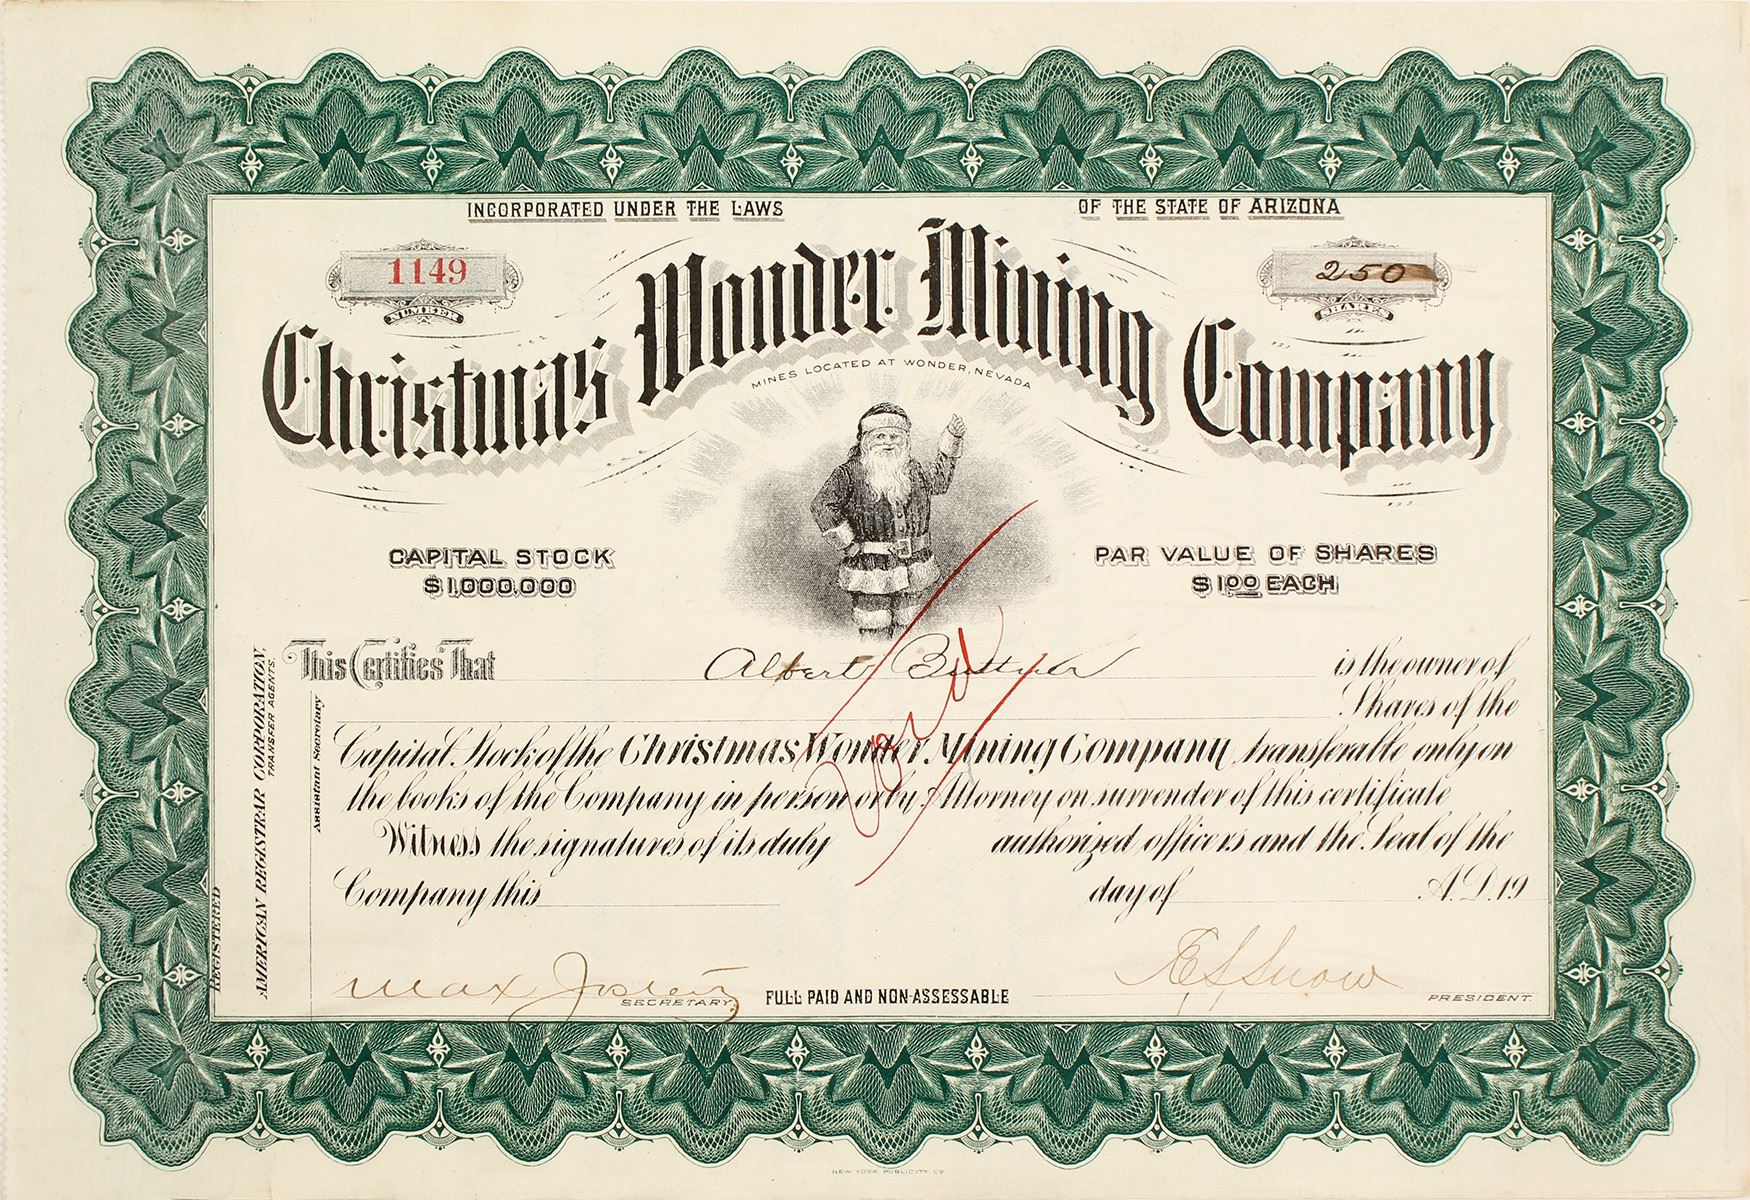 INCORPORATED UNDER THE LAWS OF THE STATE OF ARIZONA
1149
NUMBER
250
SHARES
Christmas Wonder Mining Company
MINES LOCATED AT WONDER, NEVADA
CAPITAL STOCK
$1,000,000
PAR VALUE OF SHARES
$1.00 EACH
This Certifies That Albert is the owner of
Shares of the
Capital Stock of the Christmas Wonder Mining Company transferable only on
the books of the Company in person or by Attorney on surrender of this certificate
Witness the signatures of its duly authorized officers and the Seal of the
Company this day of A.D. 19
Void
Max
SECRETARY
FULL PAID AND NON-ASSESSABLE
E S Snow
PRESIDENT.
REGISTERED
AMERICAN REGISTRAR CORPORATION,
TRANSFER AGENTS.
Assistant Secretary
NEW YORK PUBLICITY CO.